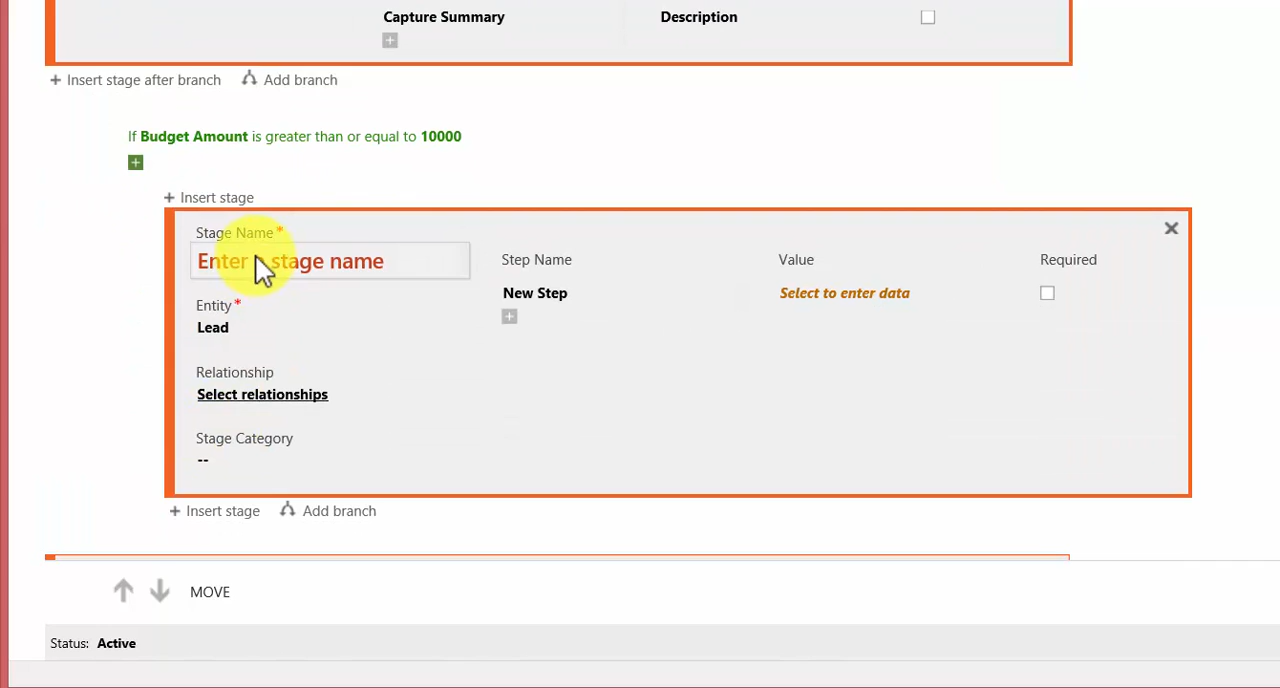 Capture Summary Description
+ Insert stage after branch Add branch
If Budget Amount is greater than or equal to 10000
+ Insert stage
Stage Name *
Enter a stage name Step Name Value Required
New Step Select to enter data
Entity *
Lead
Relationship
Select relationships
Stage Category
--
+ Insert stage Add branch
MOVE
Status: Active